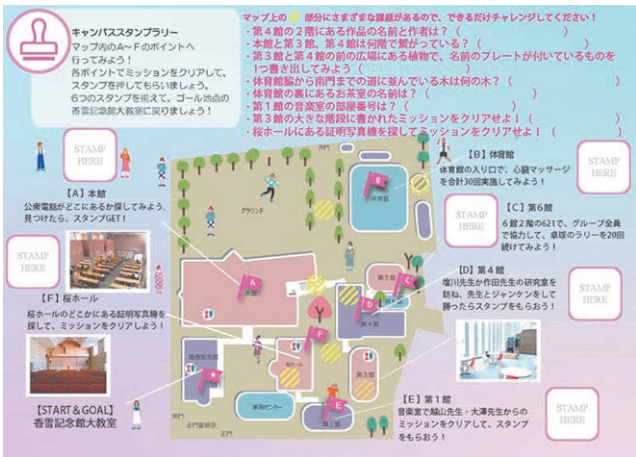 キャンパススタンプラリー
マップ内のA～Fのポイントへ
行ってみよう！
各ポイントでミッションをクリアして、
スタンプを押してもらいましょう。
6つのスタンプを揃えて、ゴール地点の
香雪記念館大教室に戻りましょう！
マップ上の 部分にさまざまな課題があるので、できるだけチャレンジしてください！
・第４館の２階にある作品の名前と作者は？（ ）
・本館と第３館、第４館は何階で繋がっている？（ ）
・第３館と第４館の前の広場にある植物で、名前のプレートが付いているものを
１つ書き出してみよう（ ）
・体育館脇から南門までの道に並んでいる木は何の木？（ ）
・体育館の裏にあるお茶室の名前は？（ ）
・第１館の音楽室の部屋番号は？（ ）
・第３館の大きな階段に書かれたミッションをクリアせよ！（ ）
・桜ホールにある証明写真機を探してミッションをクリアせよ！（ ）
STAMP
HERE
【A】本館
公衆電話がどこにあるか探してみよう。
見つけたら、スタンプGET！
STAMP
HERE
【F】桜ホール
桜ホールのどこかにある証明写真機を
探して、ミッションをクリアしよう！
【START＆GOAL】
香雪記念館大教室
【B】体育館
体育館の入り口で、心臓マッサージ
を合計30回実施してみよう！
STAMP
HERE
STAMP
HERE
【C】第6館
６館２階の621で、グループ全員
で協力して、卓球のラリーを20回
続けてみよう！
【D】第４館
塩川先生か作田先生の研究室を
訪ね、先生とジャンケンをして
勝ったらスタンプをもらおう！
STAMP
HERE
【E】第１館
音楽室で越山先生・大澤先生からの
ミッションをクリアして、スタンプ
をもらおう！
STAMP
HERE
グラウンド
体育館
B
A
本館
C
D
第４館
F
桜ホール
第３館
香雪記念館
E
第１館
正門